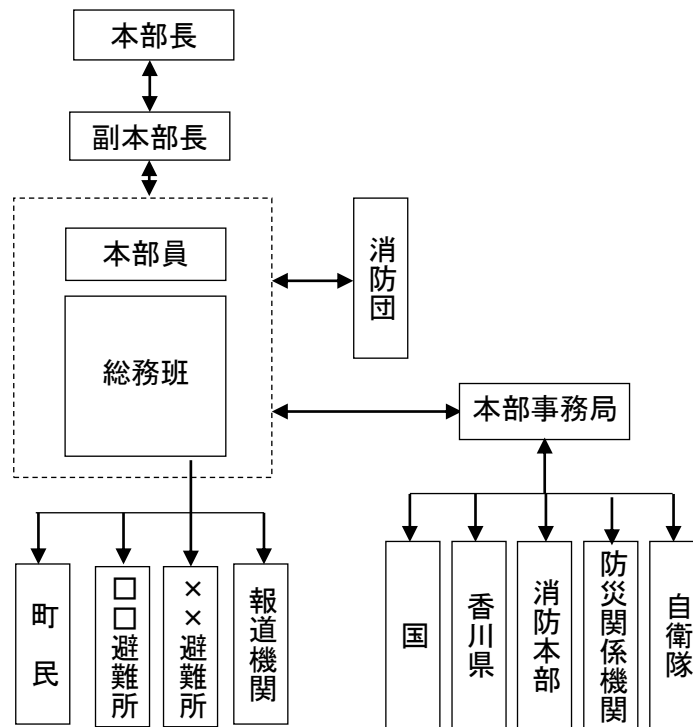 本部長
副本部長
本部員
総務班
消防団
本部事務局
町民
□□避難所
××避難所
報道機関
国
香川県
消防本部
防災関係機関
自衛隊